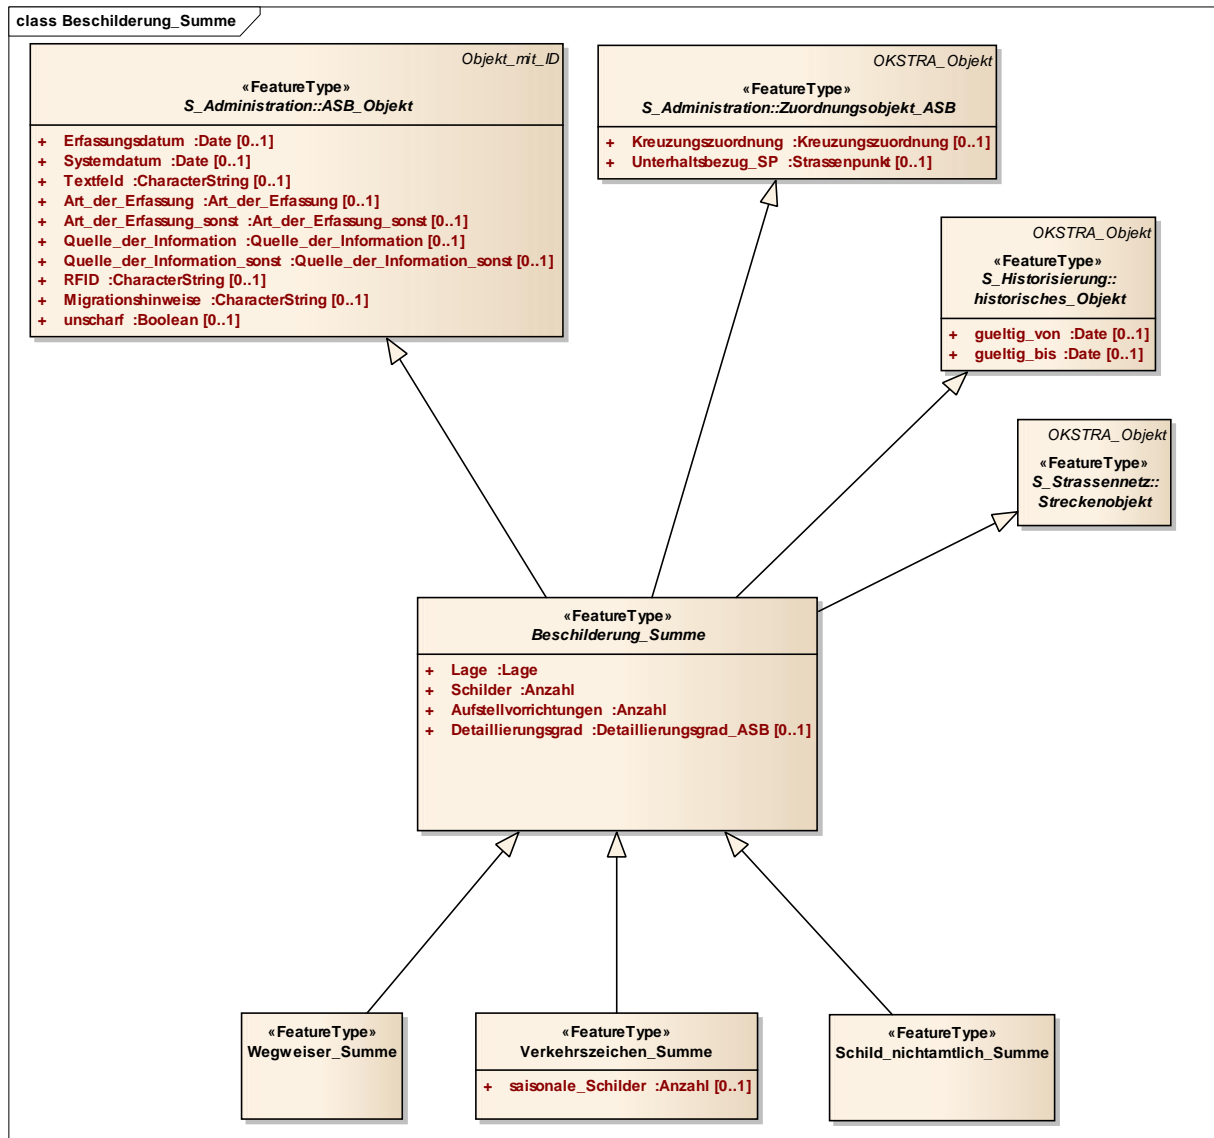 class Beschilderung_Summe
Objekt_mit_ID
«FeatureType»
S_Administration::ASB_Objekt
+ Erfassungsdatum :Date [0..1]
+ Systemdatum :Date [0..1]
+ Textfeld :CharacterString [0..1]
+ Art_der_Erfassung :Art_der_Erfassung [0..1]
+ Art_der_Erfassung_sonst :Art_der_Erfassung_sonst [0..1]
+ Quelle_der_Information :Quelle_der_Information [0..1]
+ Quelle_der_Information_sonst :Quelle_der_Information_sonst [0..1]
+ RFID :CharacterString [0..1]
+ Migrationshinweise :CharacterString [0..1]
+ unscharf :Boolean [0..1]
OKSTRA_Objekt
«FeatureType»
S_Administration::Zuordnungsobjekt_ASB
+ Kreuzungszuordnung :Kreuzungszuordnung [0..1]
+ Unterhaltsbezug_SP :Strassenpunkt [0..1]
OKSTRA_Objekt
«FeatureType»
S_Historisierung::
historisches_Objekt
+ gueltig_von :Date [0..1]
+ gueltig_bis :Date [0..1]
OKSTRA_Objekt
«FeatureType»
S_Strassennetz::
Streckenobjekt
«FeatureType»
Beschilderung_Summe
+ Lage :Lage
+ Schilder :Anzahl
+ Aufstellvorrichtungen :Anzahl
+ Detaillierungsgrad :Detaillierungsgrad_ASB [0..1]
«FeatureType»
Wegweiser_Summe
«FeatureType»
Verkehrszeichen_Summe
+ saisonale_Schilder :Anzahl [0..1]
«FeatureType»
Schild_nichtamtlich_Summe